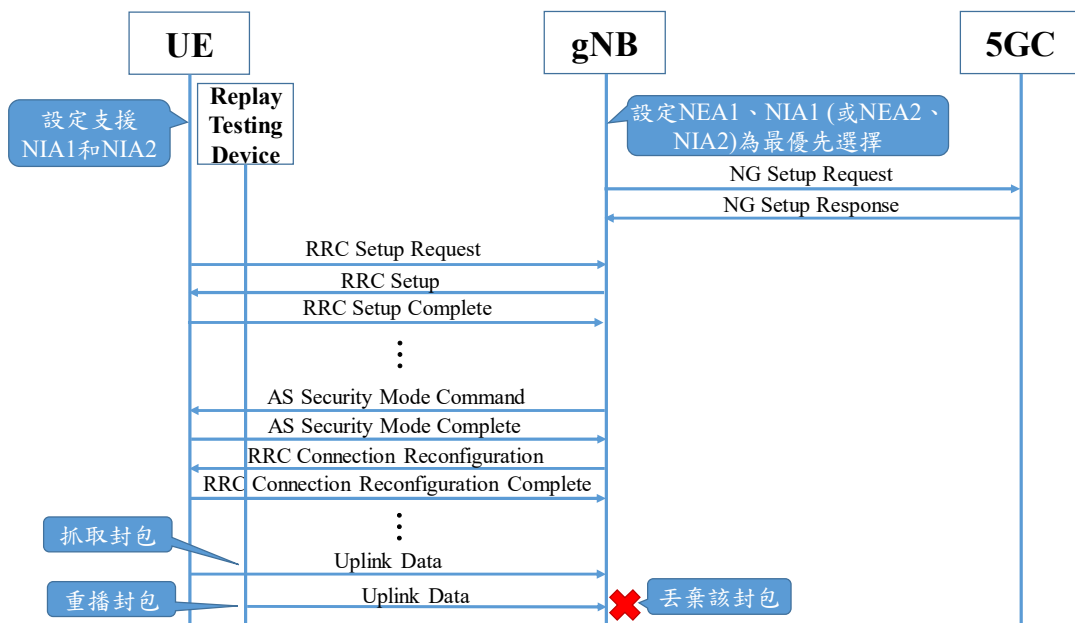 UE
gNB
5GC
Replay
Testing
Device
設定支援
NIA1和NIA2
設定NEA1、NIA1 (或NEA2、
NIA2)為最優先選擇
NG Setup Request
NG Setup Response
RRC Setup Request
RRC Setup
RRC Setup Complete
AS Security Mode Command
AS Security Mode Complete
RRC Connection Reconfiguration
RRC Connection Reconfiguration Complete
抓取封包
Uplink Data
重播封包
Uplink Data
丟棄該封包